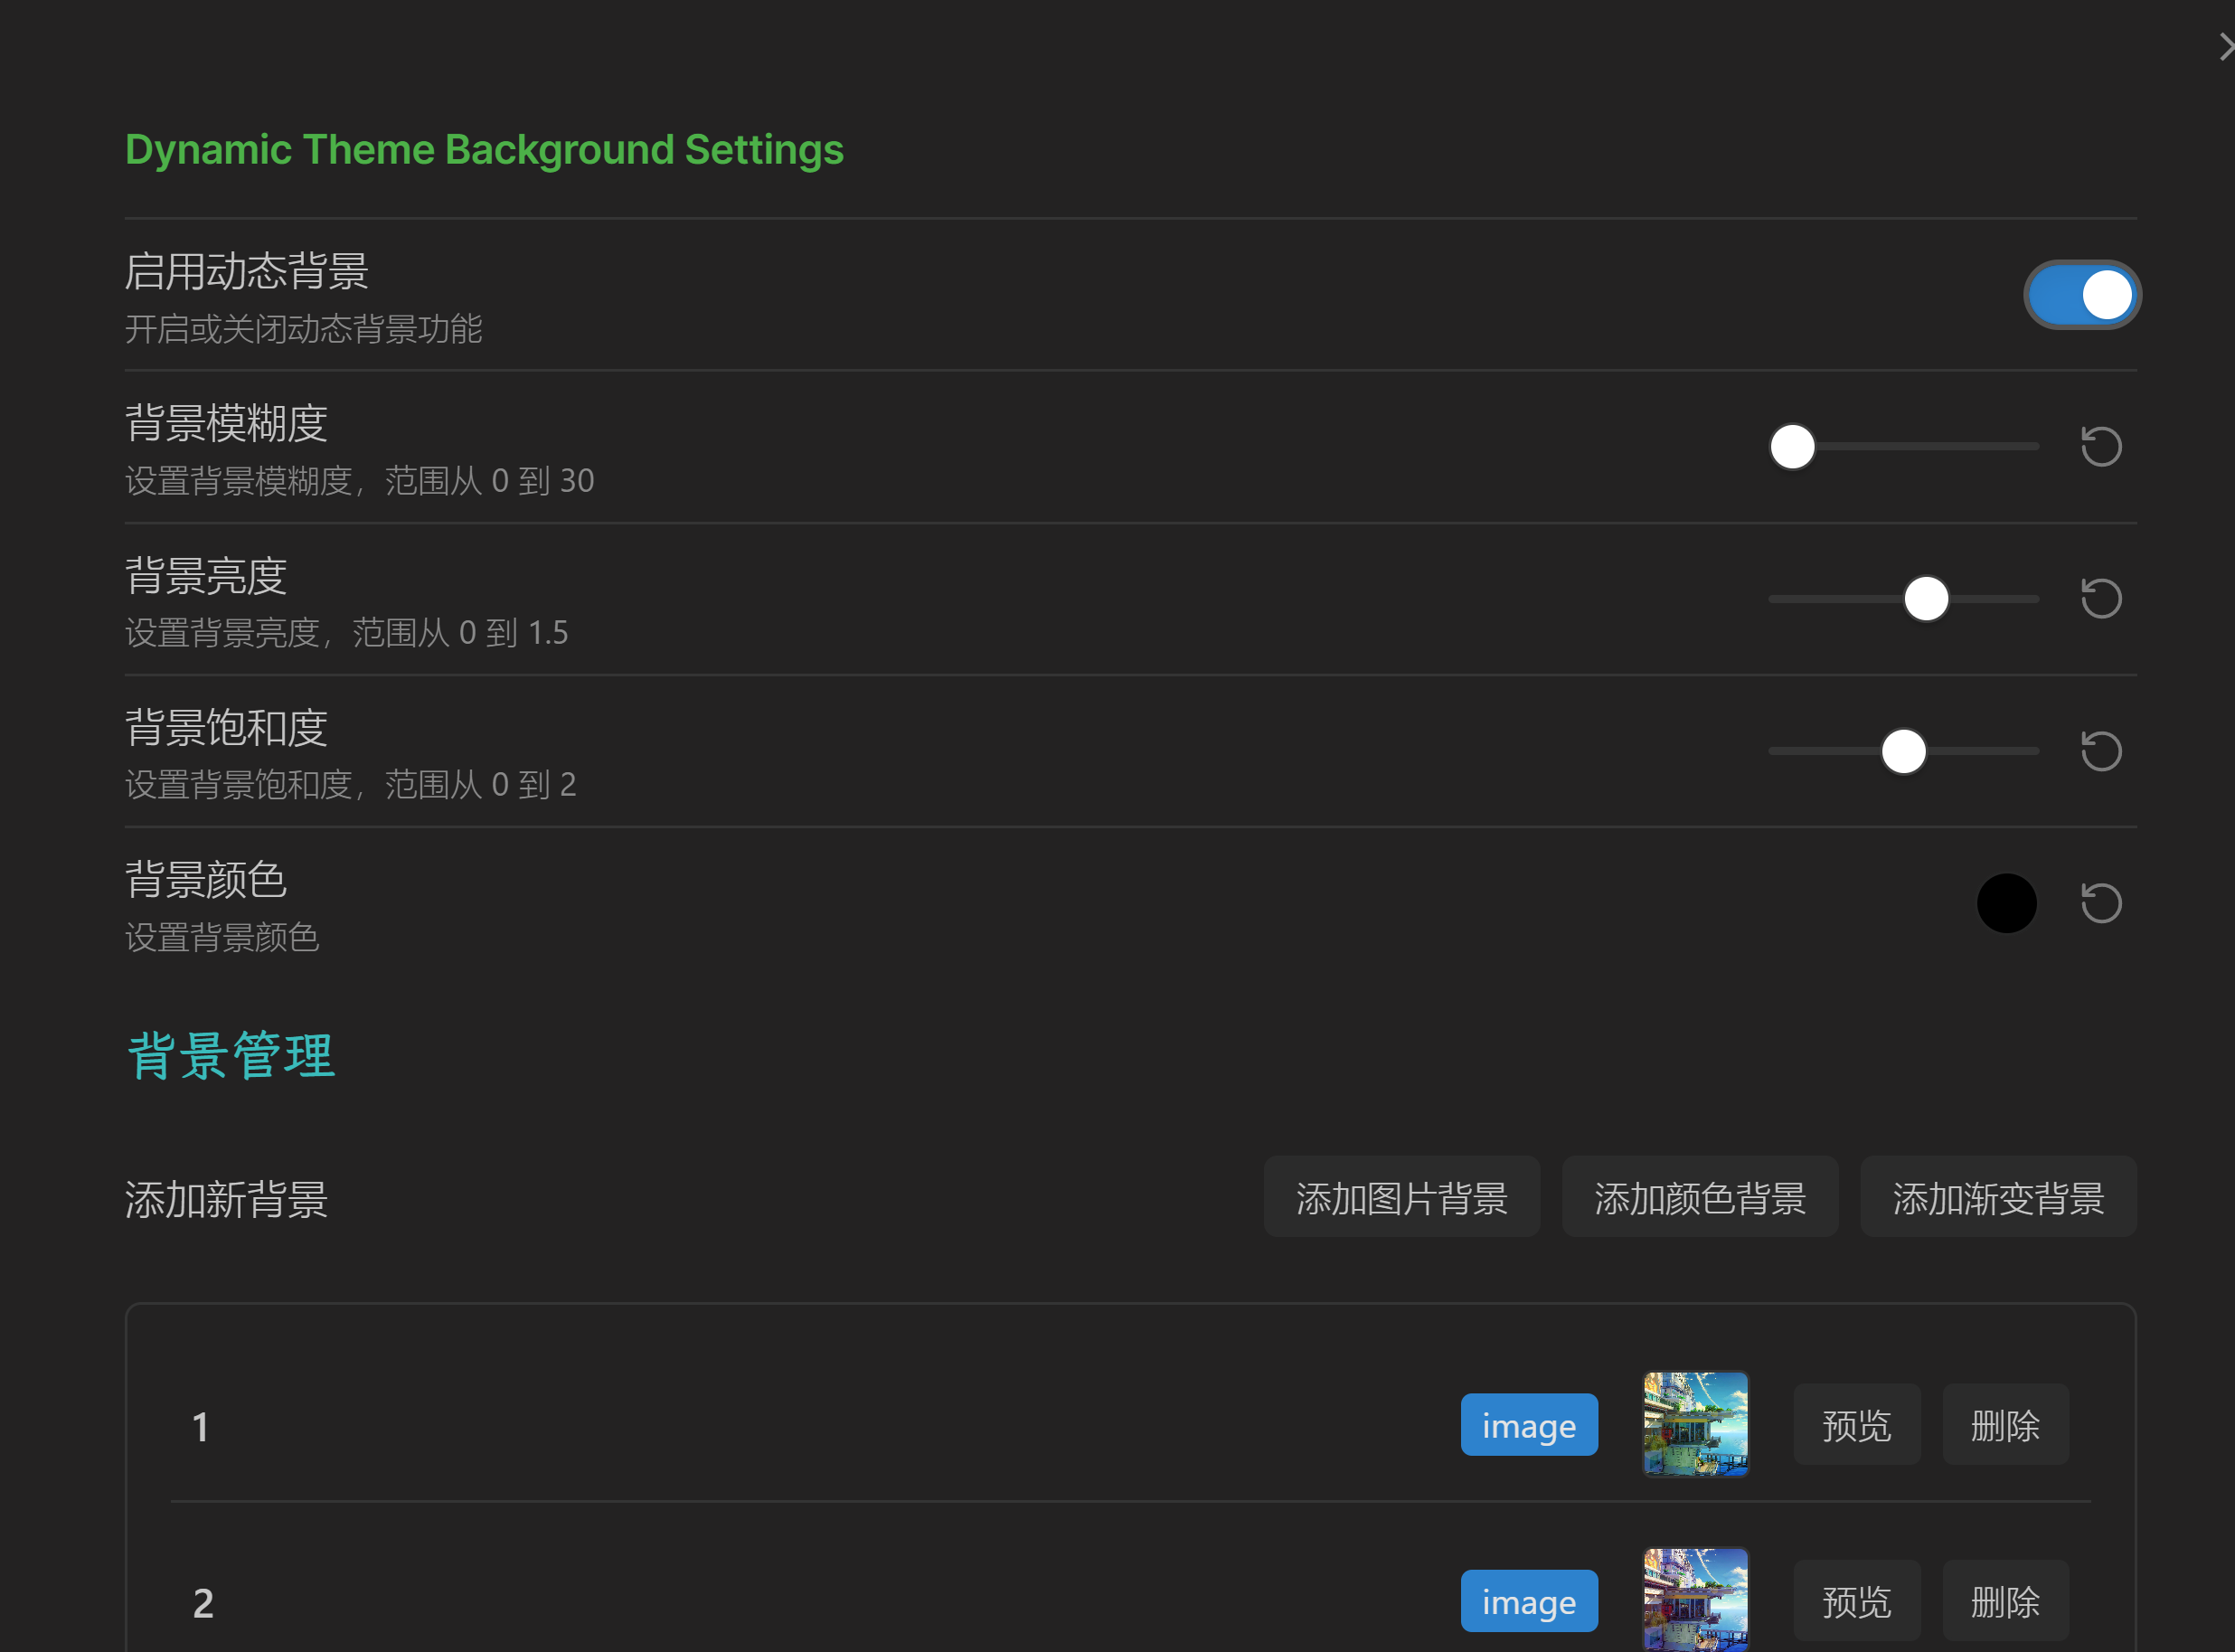 Dynamic Theme Background Settings
启用动态背景
开启或关闭动态背景功能
背景模糊度
设置背景模糊度，范围从 0 到 30
背景亮度
设置背景亮度，范围从 0 到 1.5
背景饱和度
设置背景饱和度，范围从 0 到 2
背景颜色
设置背景颜色
背景管理
添加新背景 添加图片背景 添加颜色背景 添加渐变背景
1 image 预览 删除
2 image 预览 删除